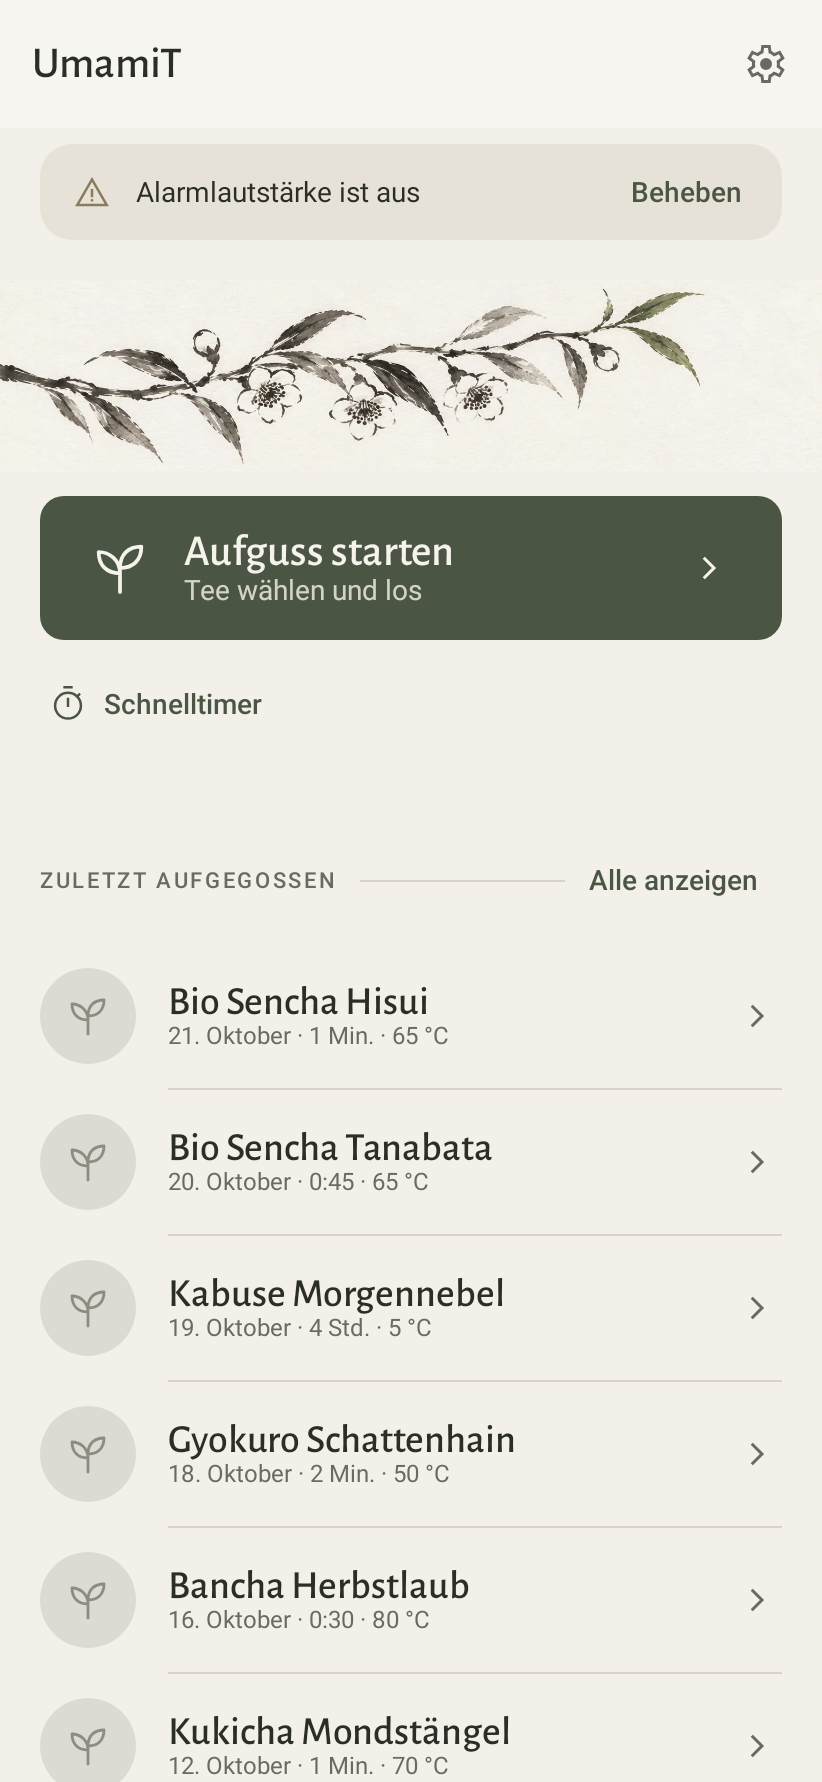 UmamiT
Alarmlautstärke ist aus Beheben
Aufguss starten
Tee wählen und los
Schnelltimer
ZULETZT AUFGEGOSSEN Alle anzeigen
Bio Sencha Hisui
21. Oktober · 1 Min. · 65 °C
Bio Sencha Tanabata
20. Oktober · 0:45 · 65 °C
Kabuse Morgennebel
19. Oktober · 4 Std. · 5 °C
Gyokuro Schattenhain
18. Oktober · 2 Min. · 50 °C
Bancha Herbstlaub
16. Oktober · 0:30 · 80 °C
Kukicha Mondstängel
12. Oktober · 1 Min. · 70 °C